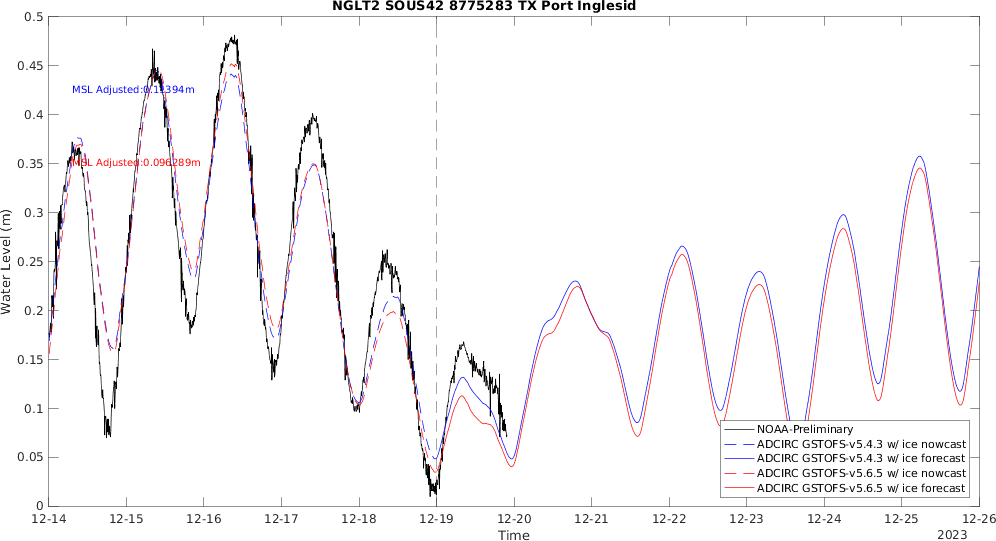 NGLT2 SOUS42 8775283 TX Port Inglesid
0.5
0.45
0.4
0.35
0.3
0.25
0.2
0.15
0.1
0.05
0
Water Level (m)
MSL Adjusted:0.11394m
MSL Adjusted:0.096289m
NOAA-Preliminary
ADCIRC GSTOFS-v5.4.3 w/ ice nowcast
ADCIRC GSTOFS-v5.4.3 w/ ice forecast
ADCIRC GSTOFS-v5.6.5 w/ ice nowcast
ADCIRC GSTOFS-v5.6.5 w/ ice forecast
12-14 12-15 12-16 12-17 12-18 12-19 12-20 12-21 12-22 12-23 12-24 12-25 12-26
Time
2023